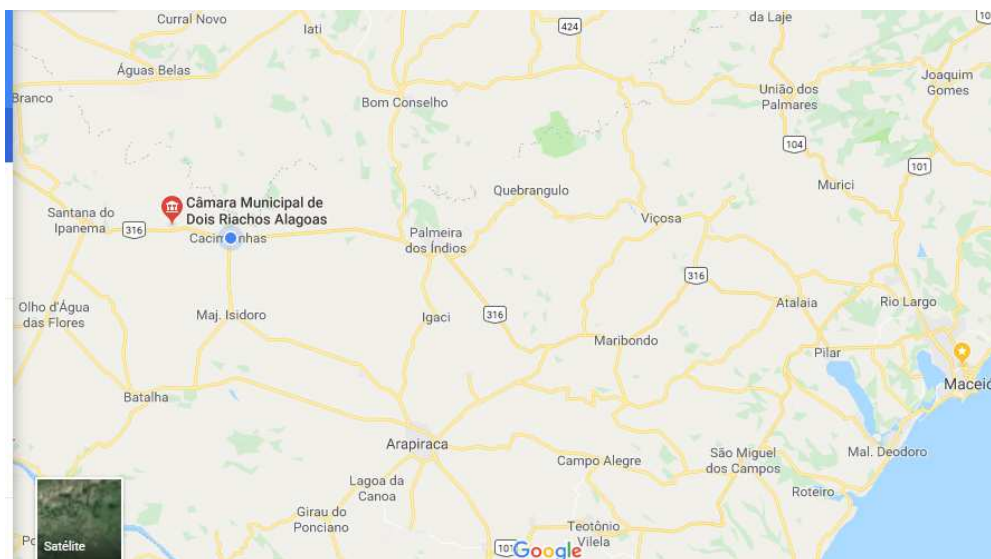 Curral Novo
Iati
424
da Laje
Águas Belas
Joaquim
Gomes
Branco
Bom Conselho
União dos
Palmares
104
101
Câmara Municipal de
Dois Riachos Alagoas
Quebrangulo
Murici
Santana do
Ipanema
316
Viçosa
Palmeira
dos Índios
316
Olho d'Água
das Flores
Maj. Isidoro
Igaci
316
Atalaia
Rio Largo
Maribondo
Pilar
Batalha
Arapiraca
São Miguel
dos Campos
Mal. Deodoro
Campo Alegre
Lagoa da
Canoa
Roteiro
Girau do
Ponciano
Teotônio
Vilela
Satélite
101
Google